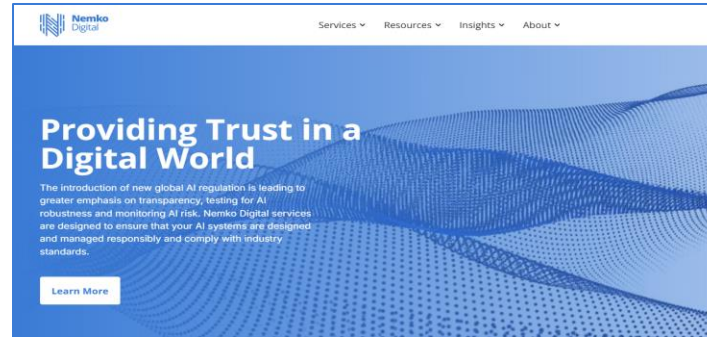 Nemko
Digital
Services
Resources
Insights
About
Providing Trust in a
Digital World
The introduction of new global AI regulation is leading to
greater emphasis on transparency, testing for AI
robustness and monitoring AI risk. Nemko Digital services
are designed to ensure that your AI systems are designed
and managed responsibly and comply with industry
standards.
Learn More